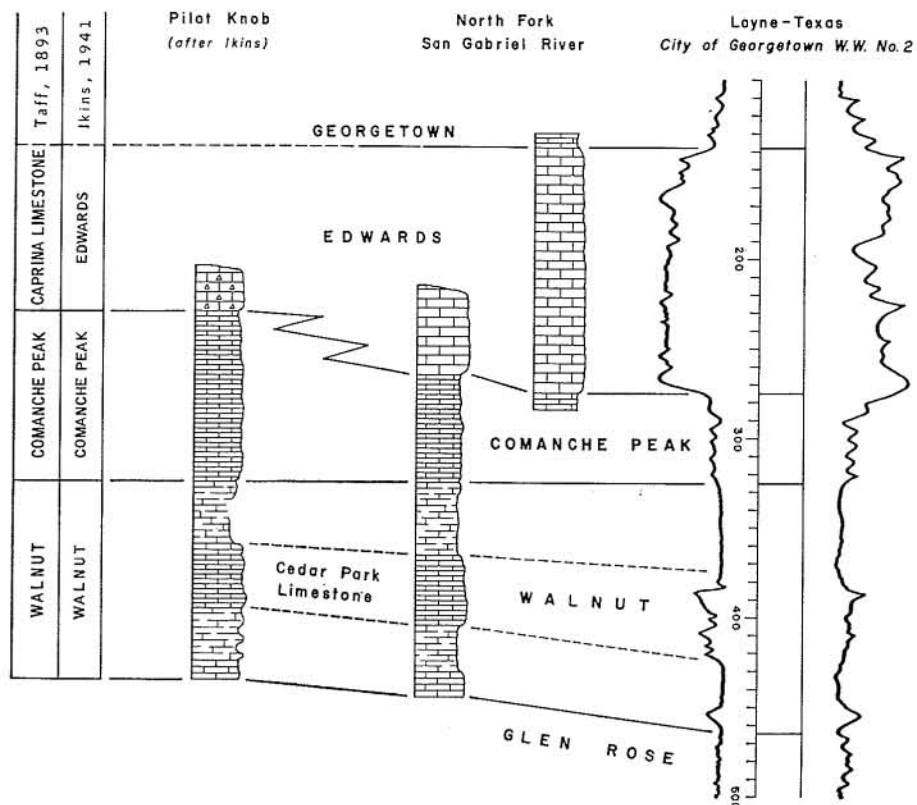 Taff, 1893
Ikins, 1941
CAPRINA LIMESTONE
EDWARDS
COMANCHE PEAK
COMANCHE PEAK
WALNUT
WALNUT
Pilot Knob
(after Ikins)
North Fork
San Gabriel River
Layne-Texas
City of Georgetown W.W. No. 2
GEORGETOWN
EDWARDS
COMANCHE PEAK
Cedar Park
Limestone
WALNUT
GLEN ROSE
200
300
400
500